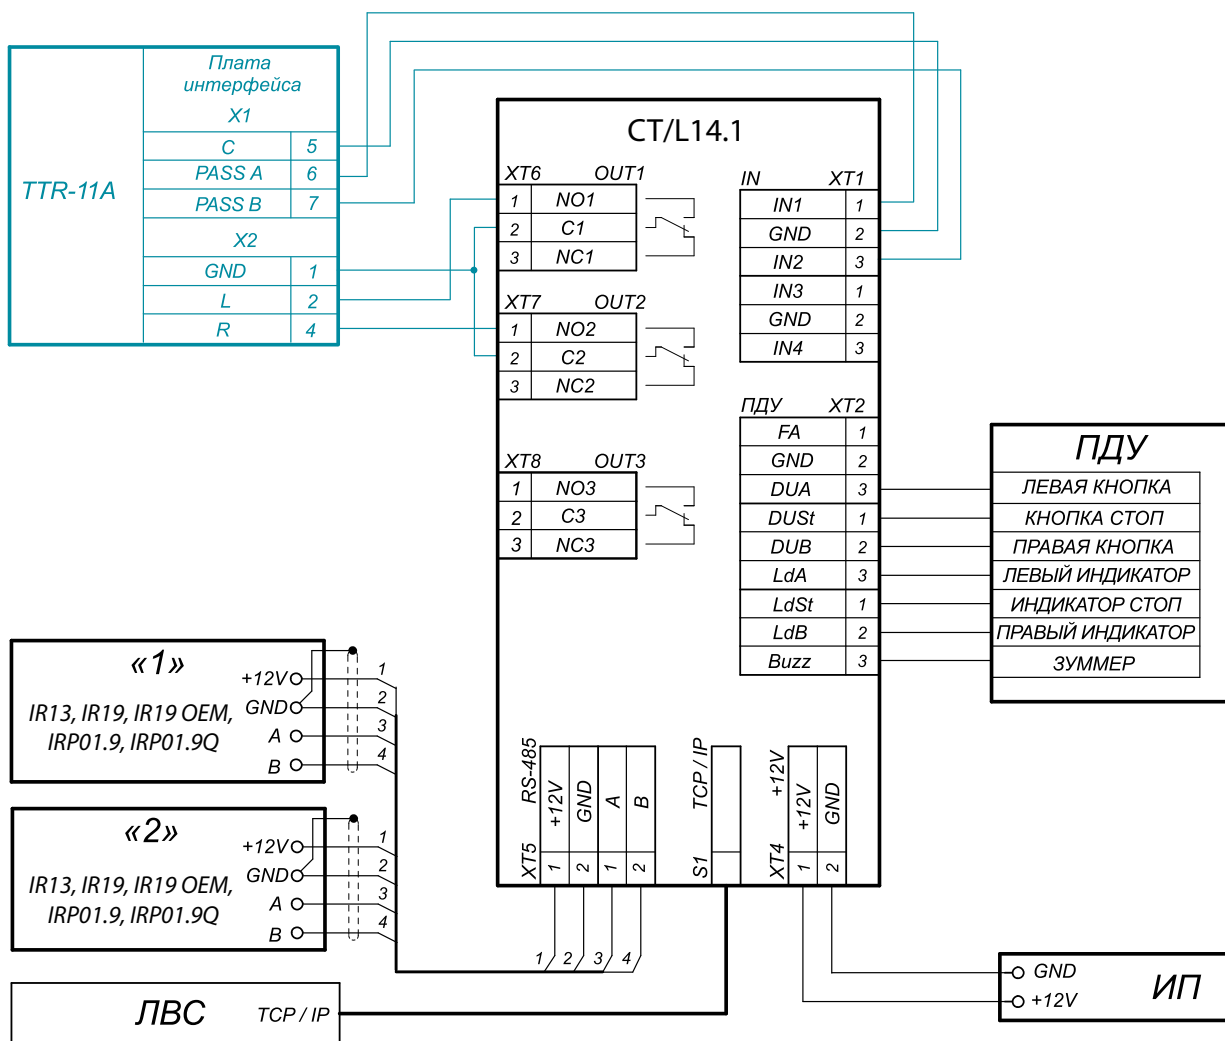 TTR-11A
Плата
интерфейса
X1
C 5
PASS A 6
PASS B 7
X2
GND 1
L 2
R 4
CT/L14.1
XT6 OUT1
1 NO1
2 C1
3 NC1
XT7 OUT2
1 NO2
2 C2
3 NC2
XT8 OUT3
1 NO3
2 C3
3 NC3
IN XT1
IN1 1
GND 2
IN2 3
IN3 1
GND 2
IN4 3
ПДУ XT2
FA 1
GND 2
DUA 3
DUSt 1
DUB 2
LdA 3
LdSt 1
LdB 2
Buzz 3
ПДУ
ЛЕВАЯ КНОПКА
КНОПКА СТОП
ПРАВАЯ КНОПКА
ЛЕВЫЙ ИНДИКАТОР
ИНДИКАТОР СТОП
ПРАВЫЙ ИНДИКАТОР
ЗУММЕР
«1»
IR13, IR19, IR19 OEM,
IRP01.9, IRP01.9Q
+12V 1
GND 2
A 3
B 4
«2»
IR13, IR19, IR19 OEM,
IRP01.9, IRP01.9Q
+12V 1
GND 2
A 3
B 4
XT5 RS-485
1 +12V
2 GND
1 A
2 B
S1 TCP / IP
XT4 +12V
1 +12V
2 GND
1 2 3 4
ЛВС TCP / IP
GND
+12V
ИП